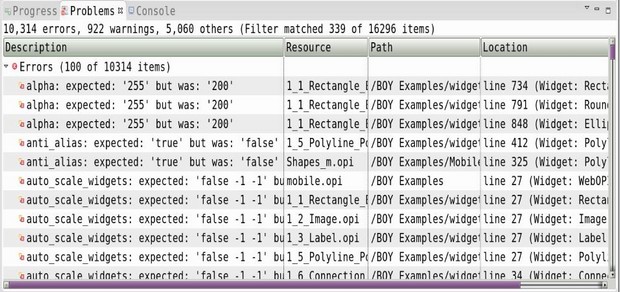 Progress Problems Console
10,314 errors, 922 warnings, 5,060 others (Filter matched 339 of 16296 items)
Description Resource Path Location
Errors (100 of 10314 items)
alpha: expected: '255' but was: '200' 1_1_Rectangle_ /BOY Examples/widget line 734 (Widget: Recta
alpha: expected: '255' but was: '200' 1_1_Rectangle_ /BOY Examples/widget line 791 (Widget: Roun
alpha: expected: '255' but was: '200' 1_1_Rectangle_ /BOY Examples/widget line 848 (Widget: Ellip
anti_alias: expected: 'true' but was: 'false' 1_5_Polyline_Po /BOY Examples/widget line 412 (Widget: Poly
anti_alias: expected: 'true' but was: 'false' Shapes_m.opi /BOY Examples/Mobile line 325 (Widget: Poly
auto_scale_widgets: expected: 'false -1 -1' bu mobile.opi /BOY Examples line 27 (Widget: WebOP
auto_scale_widgets: expected: 'false -1 -1' bu 1_1_Rectangle_ /BOY Examples/widget line 27 (Widget: Rectan
auto_scale_widgets: expected: 'false -1 -1' bu 1_2_Image.opi /BOY Examples/widget line 27 (Widget: Image
auto_scale_widgets: expected: 'false -1 -1' bu 1_3_Label.opi /BOY Examples/widget line 27 (Widget: Label
auto_scale_widgets: expected: 'false -1 -1' bu 1_5_Polyline_Po /BOY Examples/widget line 27 (Widget: Polyl
auto_scale_widgets: expected: 'false -1 -1' bu 1_6_Connection /BOY Examples/widget line 34 (Widget: Conne